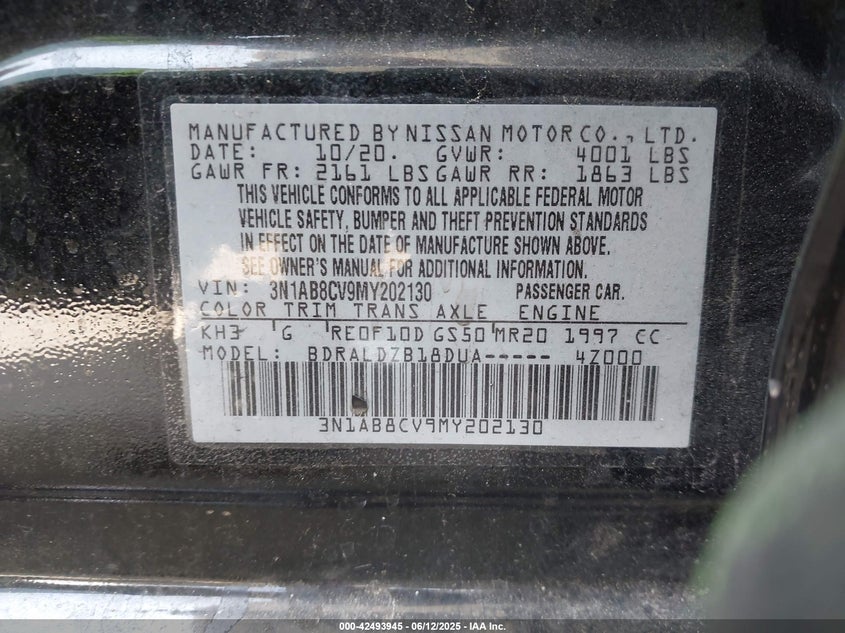 MANUFACTURED BY NISSAN MOTOR CO., LTD.
DATE: 10/20. GVWR: 4001 LBS
GAWR FR: 2161 LBS GAWR RR: 1863 LBS
THIS VEHICLE CONFORMS TO ALL APPLICABLE FEDERAL MOTOR
VEHICLE SAFETY, BUMPER AND THEFT PREVENTION STANDARDS
IN EFFECT ON THE DATE OF MANUFACTURE SHOWN ABOVE.
SEE OWNER'S MANUAL FOR ADDITIONAL INFORMATION.
VIN: 3N1AB8CV9MY202130 PASSENGER CAR.
COLOR TRIM TRANS AXLE ENGINE
KH3 G RE0F10D GS50 MR20 1997 CC
MODEL: BDRALDZB18DUA----- 4Z000
3N1AB8CV9MY202130
000-42493945 - 06/12/2025 - IAA Inc.